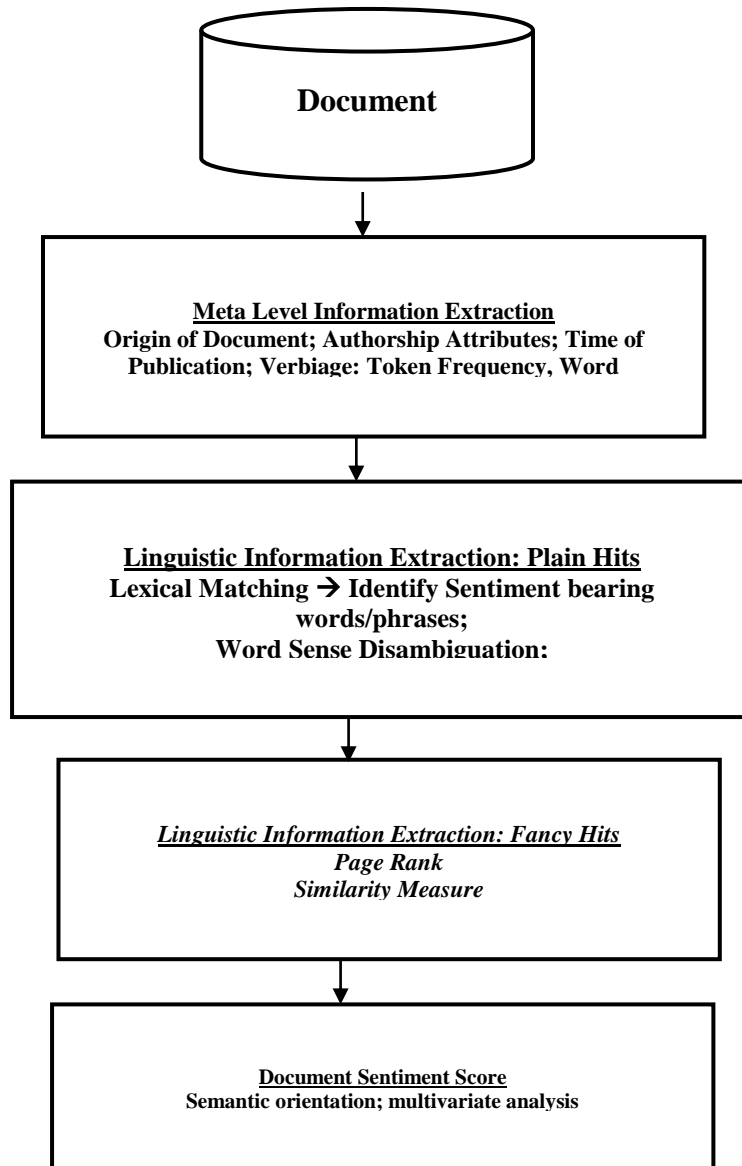 Document
Meta Level Information Extraction
Origin of Document; Authorship Attributes; Time of
Publication; Verbiage: Token Frequency, Word
Linguistic Information Extraction: Plain Hits
Lexical Matching → Identify Sentiment bearing
words/phrases;
Word Sense Disambiguation;
Linguistic Information Extraction: Fancy Hits
Page Rank
Similarity Measure
Document Sentiment Score
Semantic orientation; multivariate analysis